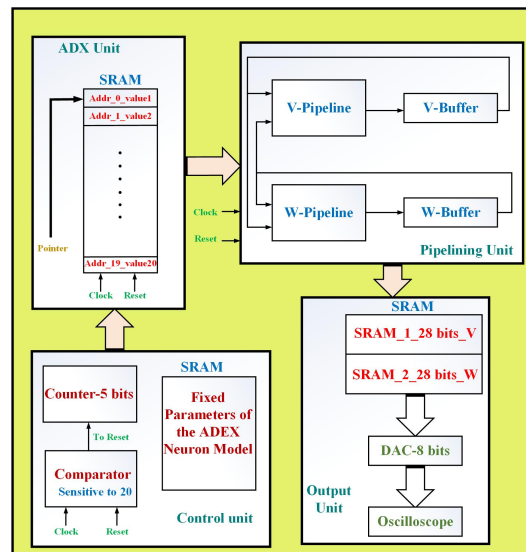 ADX Unit
SRAM
Addr_0_value1
Addr_1_value2
Pointer
Addr_19_value20
Clock
Reset
V-Pipeline
V-Buffer
W-Pipeline
W-Buffer
Clock
Reset
Pipelining Unit
SRAM
Counter-5 bits
To Reset
Comparator
Sensitive to 20
Clock
Reset
Fixed
Parameters of
the ADEX
Neuron Model
Control unit
SRAM
SRAM_1_28 bits_V
SRAM_2_28 bits_W
DAC-8 bits
Oscilloscope
Output
Unit